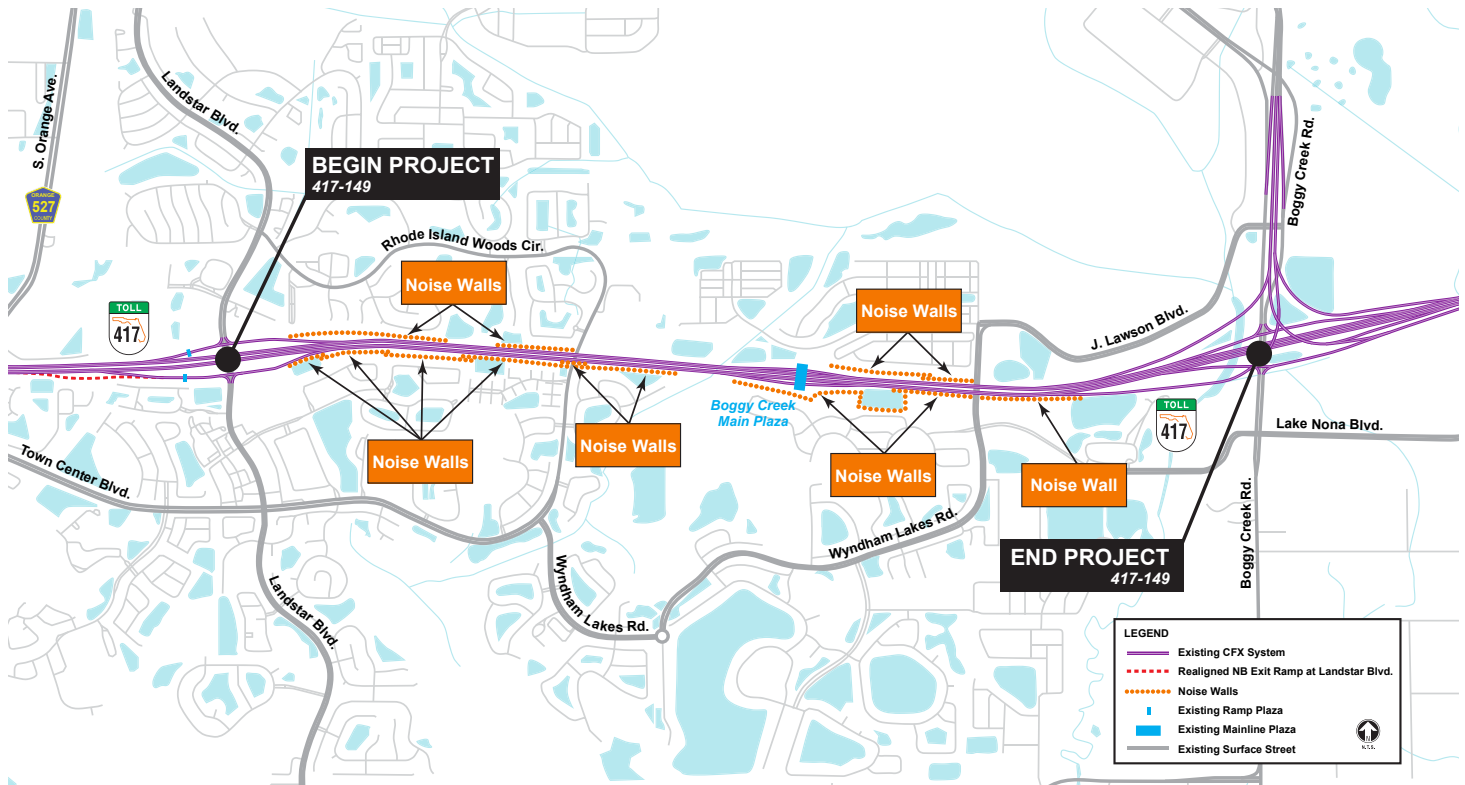 S. Orange Ave.
Landstar Blvd.
ORANGE
527
COUNTY
BEGIN PROJECT
417-149
Rhode Island Woods Cir.
TOLL
417
Noise Walls
Noise Walls
Noise Walls
Noise Walls
Boggy Creek
Main Plaza
Noise Walls
Noise Wall
J. Lawson Blvd.
Boggy Creek Rd.
TOLL
417
Lake Nona Blvd.
Town Center Blvd.
Landstar Blvd.
Wyndham Lakes Rd.
Wyndham Lakes Rd.
END PROJECT
417-149
Boggy Creek Rd.
LEGEND
Existing CFX System
Realigned NB Exit Ramp at Landstar Blvd.
Noise Walls
Existing Ramp Plaza
Existing Mainline Plaza
Existing Surface Street
N
N.T.S.